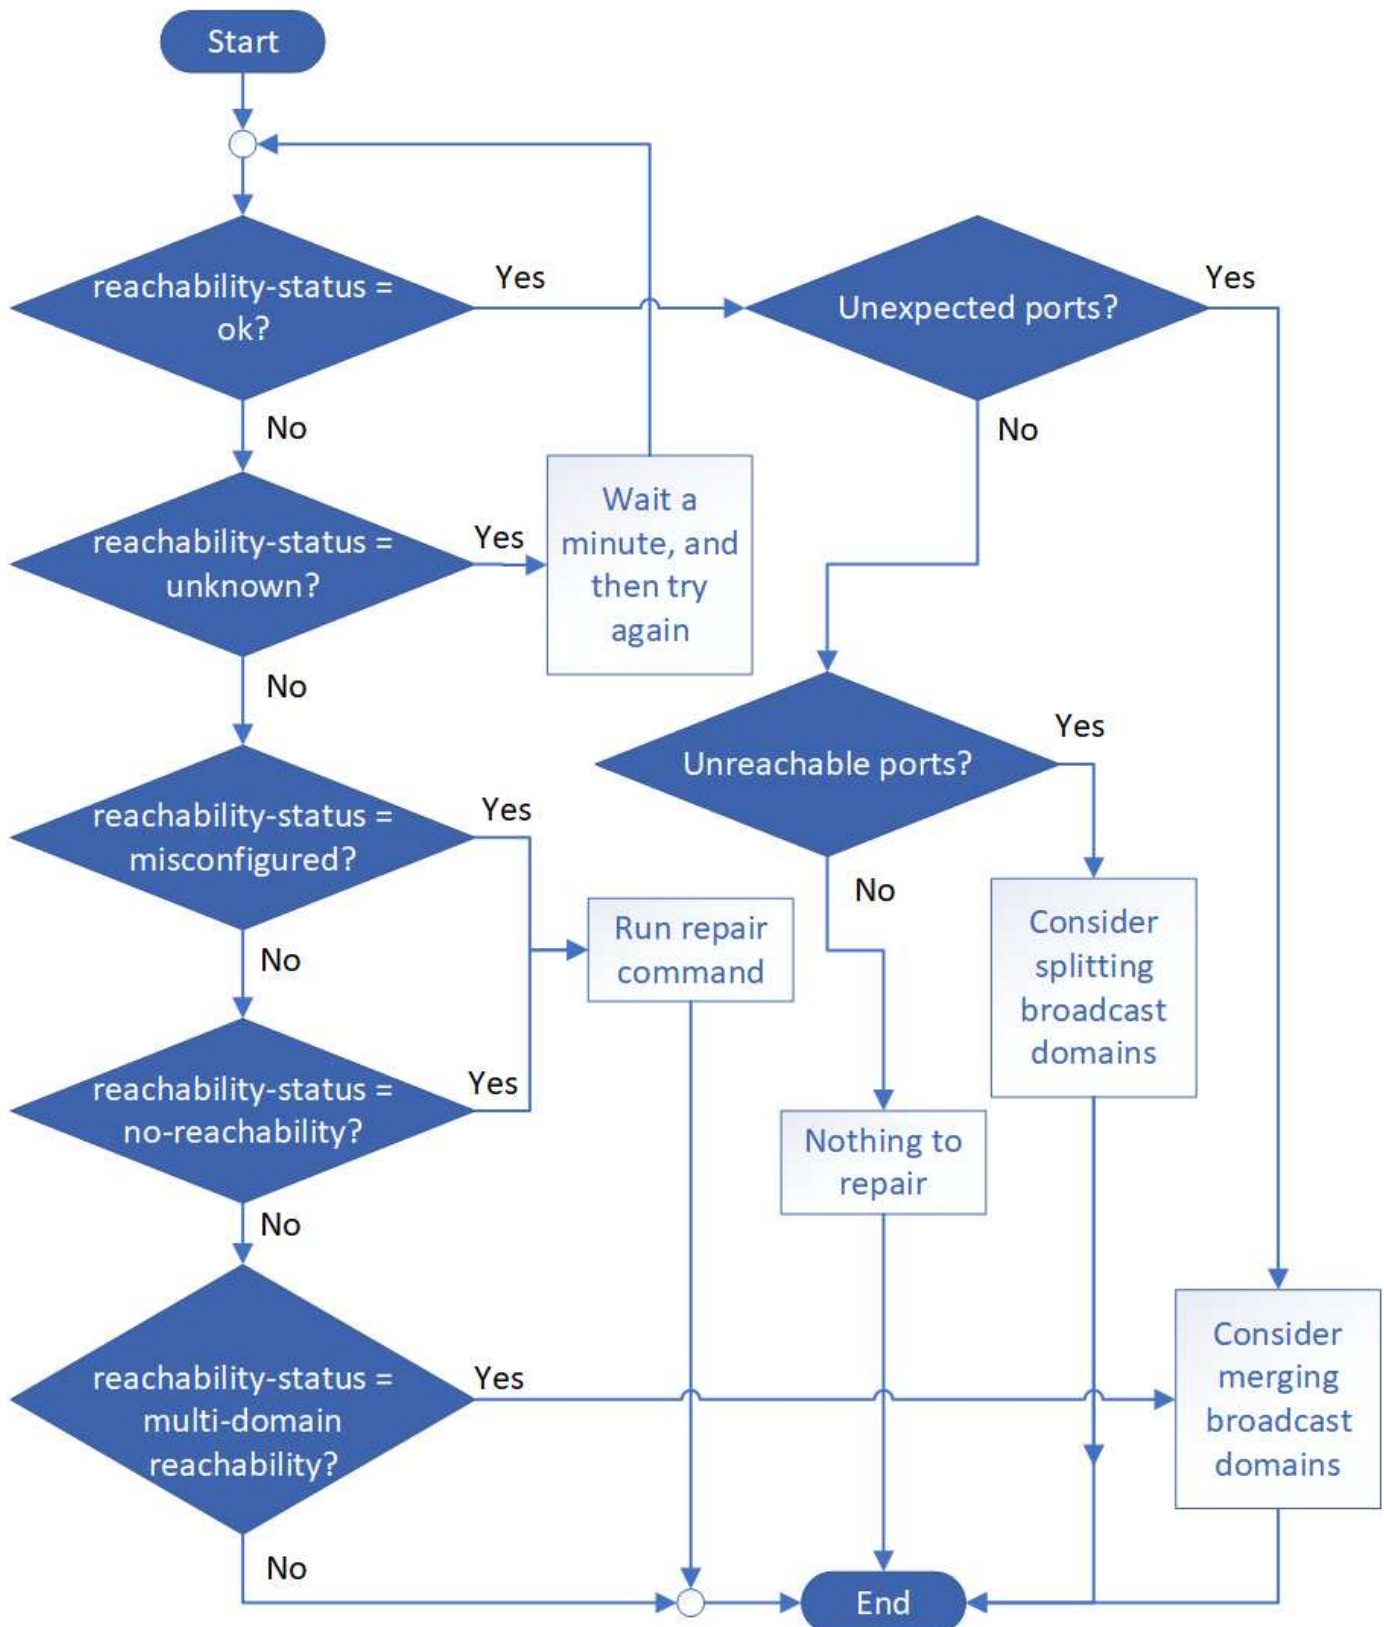 Start
reachability-status =
ok?
Yes
Unexpected ports?
Yes
No
No
reachability-status =
unknown?
Yes
Wait a
minute, and
then try
again
No
Unreachable ports?
Yes
reachability-status =
misconfigured?
Yes
No
Run repair
command
Consider
splitting
broadcast
domains
No
reachability-status =
no-reachability?
Yes
Nothing to
repair
No
reachability-status =
multi-domain
reachability?
Yes
Consider
merging
broadcast
domains
No
End